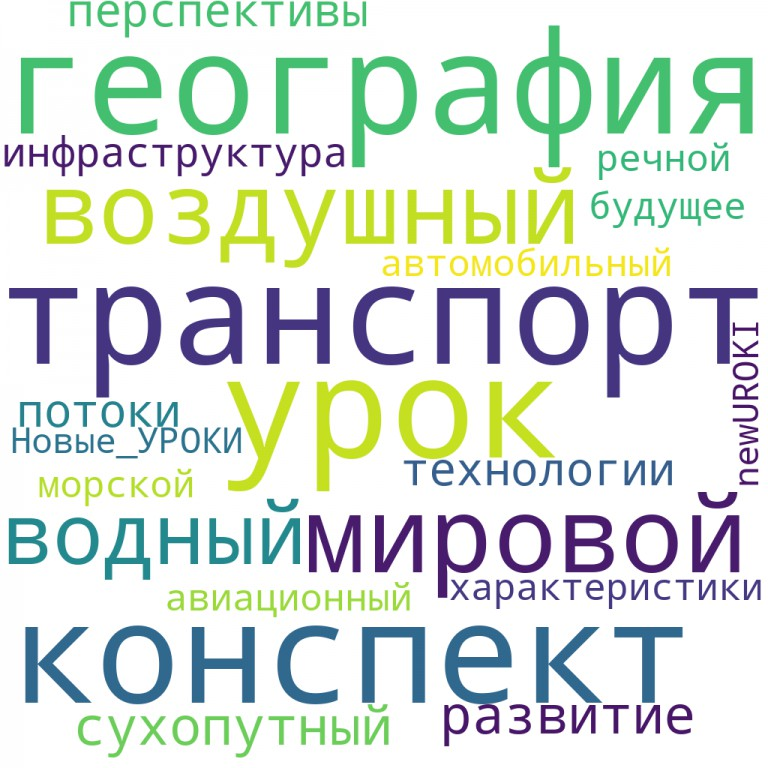 перспективы
география
инфраструктура
речной
воздушный
будущее
автомобильный
транспорт
newUROKI
урок
потоки
Новые_УРОКИ
технологии
морской
водный
мировой
характеристики
авиационный
конспект
развитие
сухопутный